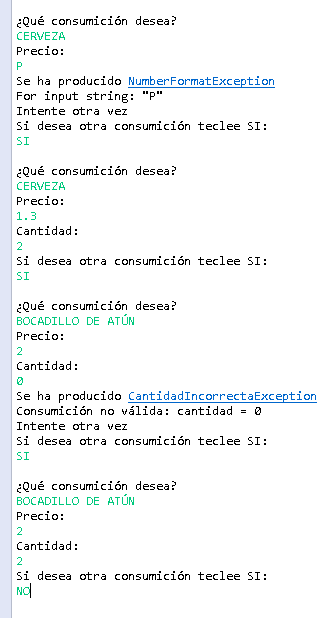 ¿Qué consumición desea?
CERVEZA
Precio:
P
Se ha producido NumberFormatException
For input string: "P"
Intente otra vez
Si desea otra consumición teclee SI:
SI
¿Qué consumición desea?
CERVEZA
Precio:
1.3
Cantidad:
2
Si desea otra consumición teclee SI:
SI
¿Qué consumición desea?
BOCADILLO DE ATÚN
Precio:
2
Cantidad:
0
Se ha producido CantidadIncorrectaException
Consumición no válida: cantidad = 0
Intente otra vez
Si desea otra consumición teclee SI:
SI
¿Qué consumición desea?
BOCADILLO DE ATÚN
Precio:
2
Cantidad:
2
Si desea otra consumición teclee SI:
NO